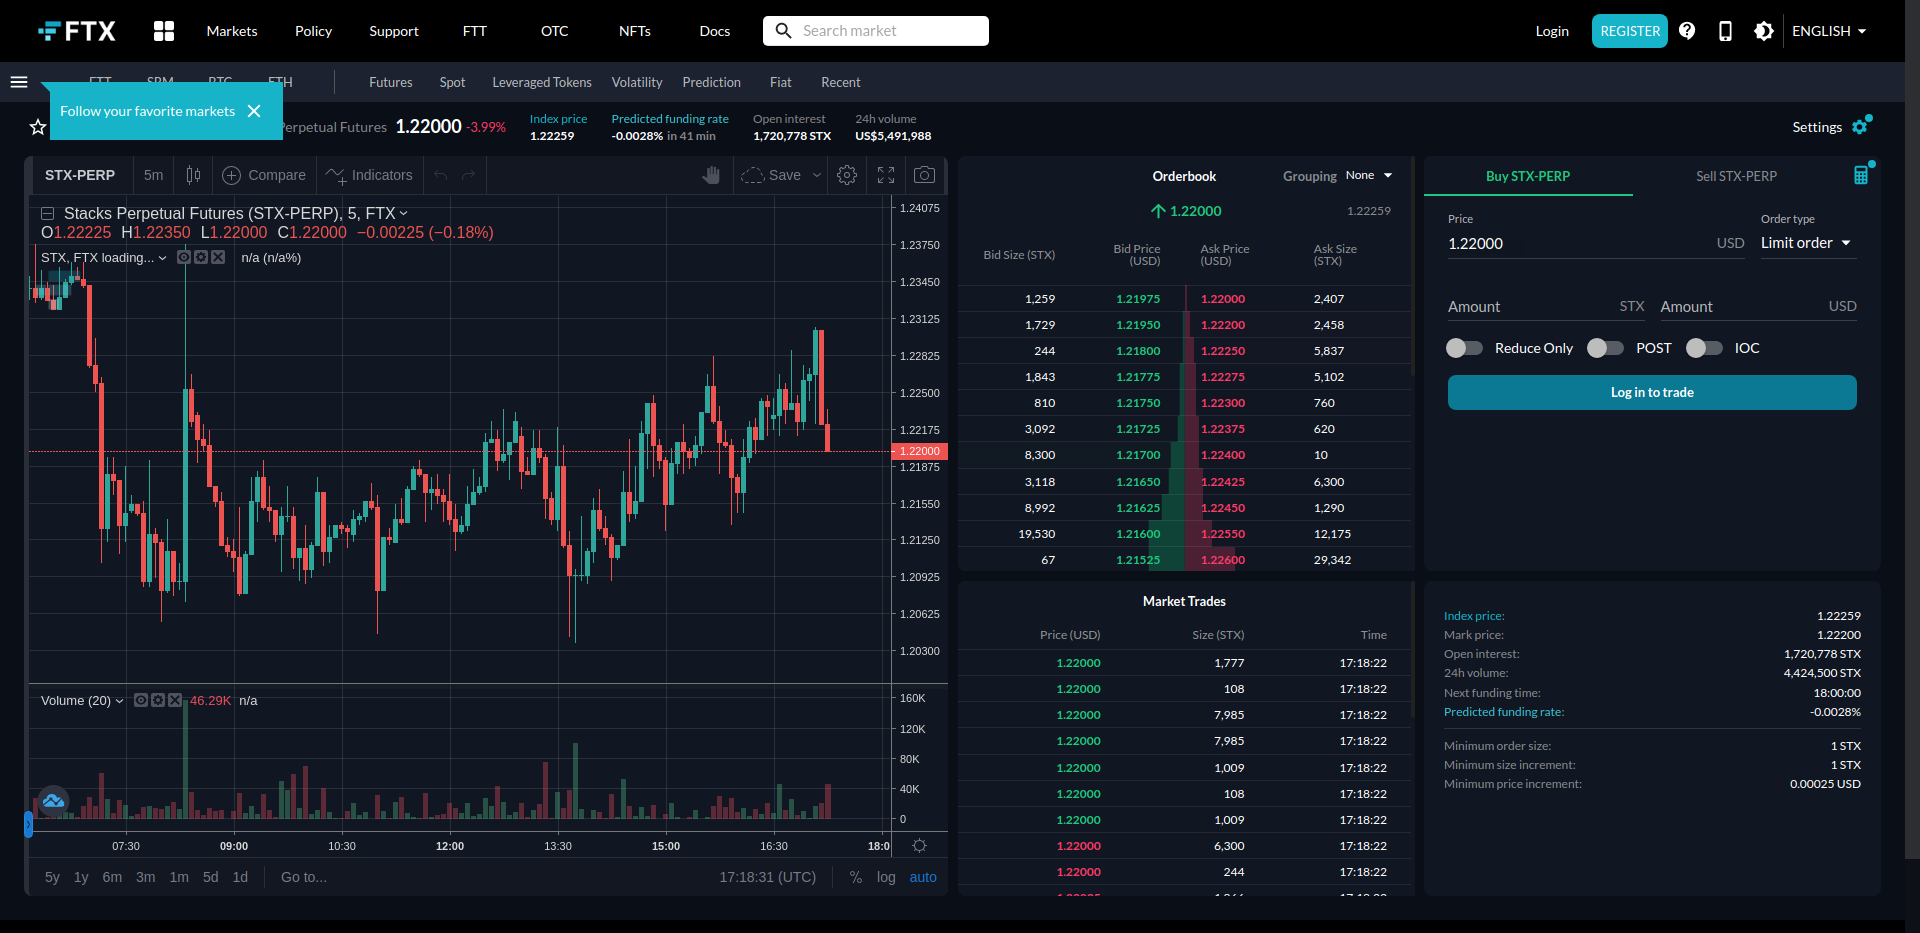 FTX
Markets
Policy
Support
FTT
OTC
NFTs
Docs
Search market
Login
REGISTER
ENGLISH
Futures
Spot
Leveraged Tokens
Volatility
Prediction
Fiat
Recent
Follow your favorite markets
Perpetual Futures
1.22000 -3.99%
Index price
1.22259
Predicted funding rate
-0.0028% in 41 min
Open interest
1,720,778 STX
24h volume
US$5,491,988
Settings
STX-PERP
5m
Compare
Indicators
Save
Stacks Perpetual Futures (STX-PERP), 5, FTX
O1.22225 H1.22350 L1.22000 C1.22000 −0.00225 (−0.18%)
STX, FTX loading... n/a (n/a%)
1.24075
1.23750
1.23450
1.23125
1.22825
1.22500
1.22175
1.22000
1.21875
1.21550
1.21250
1.20925
1.20625
1.20300
Volume (20) 46.29K n/a
160K
120K
80K
40K
0
07:30 09:00 10:30 12:00 13:30 15:00 16:30 18:0
5y 1y 6m 3m 1m 5d 1d Go to...
17:18:31 (UTC) % log auto
Orderbook
Grouping None
1.22000
1.22259
Bid Size (STX) Bid Price (USD) Ask Price (USD) Ask Size (STX)
1,259 1.21975 1.22000 2,407
1,729 1.21950 1.22200 2,458
244 1.21800 1.22250 5,837
1,843 1.21775 1.22275 5,102
810 1.21750 1.22300 760
3,092 1.21725 1.22375 620
8,300 1.21700 1.22400 10
3,118 1.21650 1.22425 6,300
8,992 1.21625 1.22450 1,290
19,530 1.21600 1.22550 12,175
67 1.21525 1.22600 29,342
Market Trades
Price (USD) Size (STX) Time
1.22000 1,777 17:18:22
1.22000 108 17:18:22
1.22000 7,985 17:18:22
1.22000 7,985 17:18:22
1.22000 1,009 17:18:22
1.22000 108 17:18:22
1.22000 1,009 17:18:22
1.22000 6,300 17:18:22
1.22000 244 17:18:22
Buy STX-PERP
Sell STX-PERP
Price
1.22000 USD
Order type
Limit order
Amount STX
Amount USD
Reduce Only
POST
IOC
Log in to trade
Index price: 1.22259
Mark price: 1.22200
Open interest: 1,720,778 STX
24h volume: 4,424,500 STX
Next funding time: 18:00:00
Predicted funding rate: -0.0028%
Minimum order size: 1 STX
Minimum size increment: 1 STX
Minimum price increment: 0.00025 USD